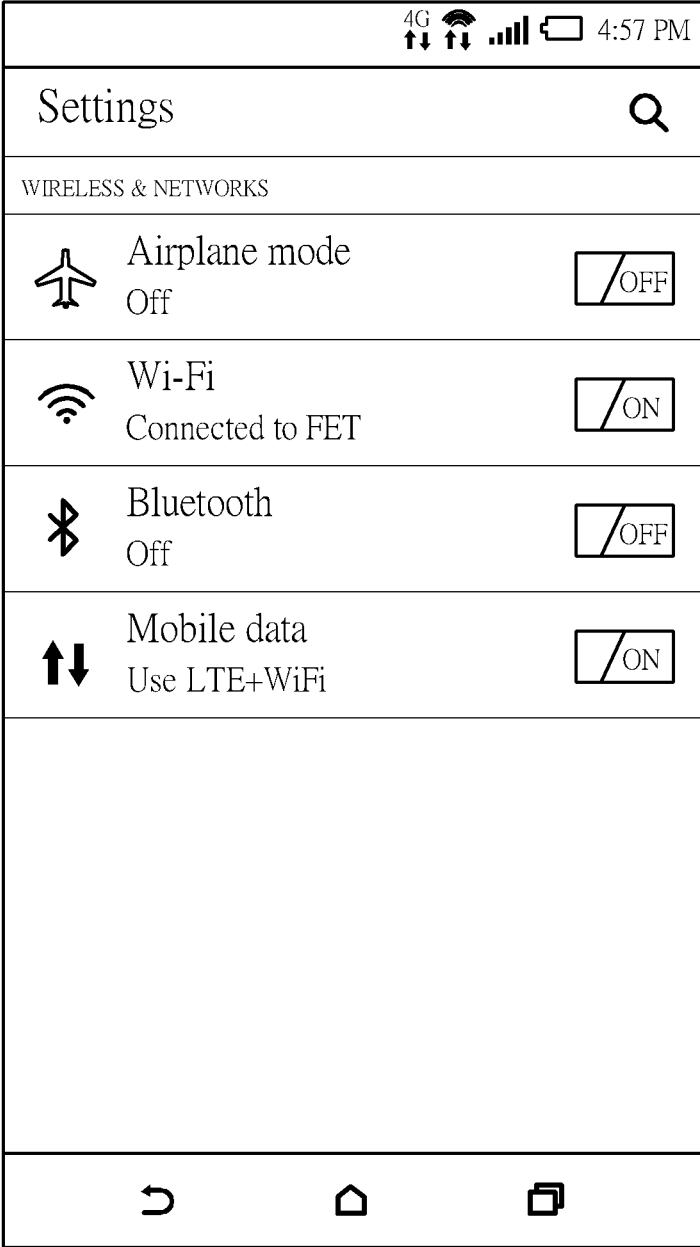 4G
4:57 PM
Settings
WIRELESS & NETWORKS
Airplane mode
Off
OFF
Wi-Fi
Connected to FET
ON
Bluetooth
Off
OFF
Mobile data
Use LTE+WiFi
ON